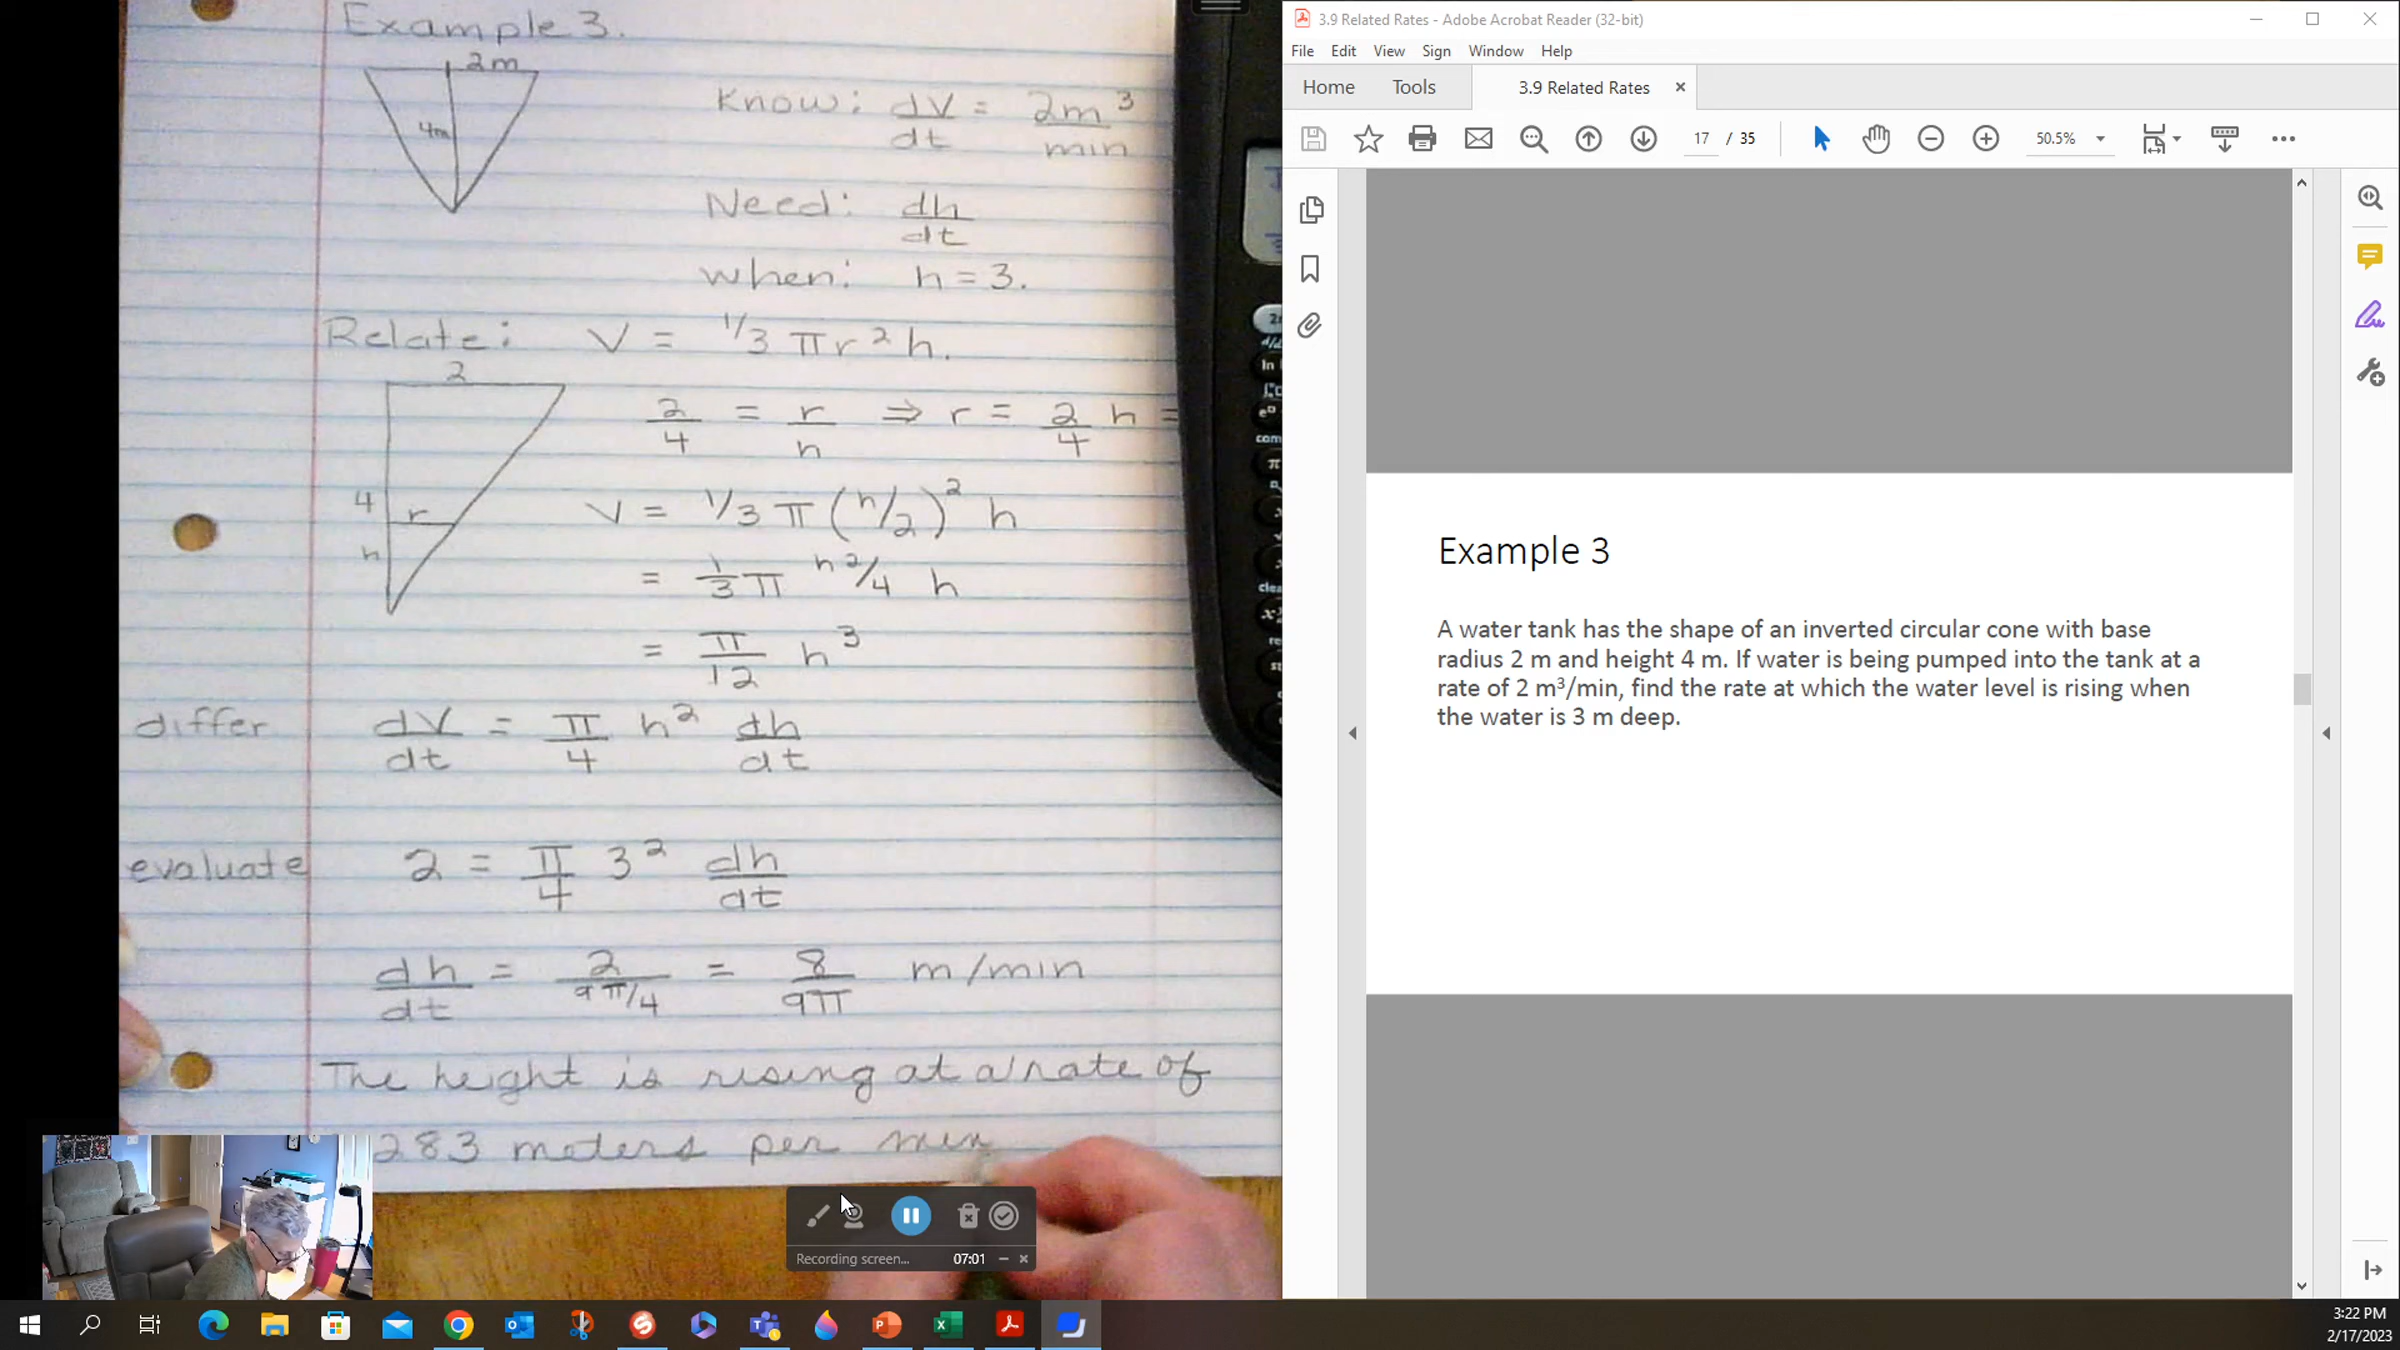 Example 3.
2m
4m
Know: dV/dt = 2m³/min
Need: dh/dt
when: h = 3.
Relate: V = 1/3 πr²h.
2
4
r
h
2/4 = r/h ⇒ r = 2/4 h =
V = 1/3 π (h/2)² h
= 1/3 π h²/4 h
= π/12 h³
differ dV/dt = π/4 h² dh/dt
evaluate 2 = π/4 3² dh/dt
dh/dt = 2/(9π/4) = 8/9π m/min
The height is rising at a rate of
283 meters per min
Recording screen... 07:01
3.9 Related Rates - Adobe Acrobat Reader (32-bit)
File Edit View Sign Window Help
Home Tools 3.9 Related Rates
17 / 35 50.5%
Example 3
A water tank has the shape of an inverted circular cone with base
radius 2 m and height 4 m. If water is being pumped into the tank at a
rate of 2 m³/min, find the rate at which the water level is rising when
the water is 3 m deep.
3:22 PM
2/17/2023